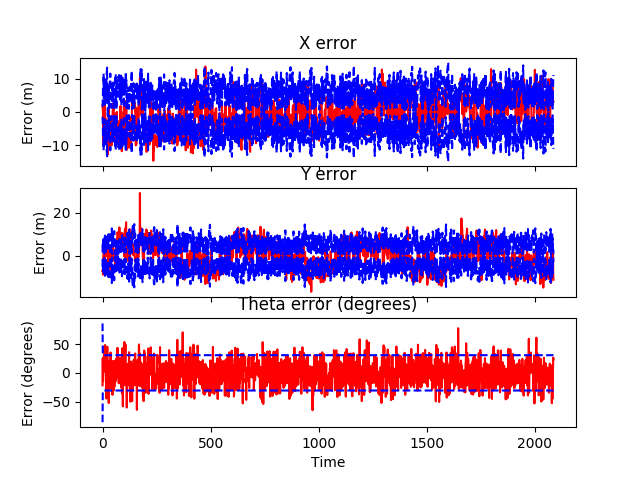 X error
10
0
−10
Error (m)
Y error
20
0
Error (m)
Theta error (degrees)
50
0
−50
Error (degrees)
0
500
1000
1500
2000
Time